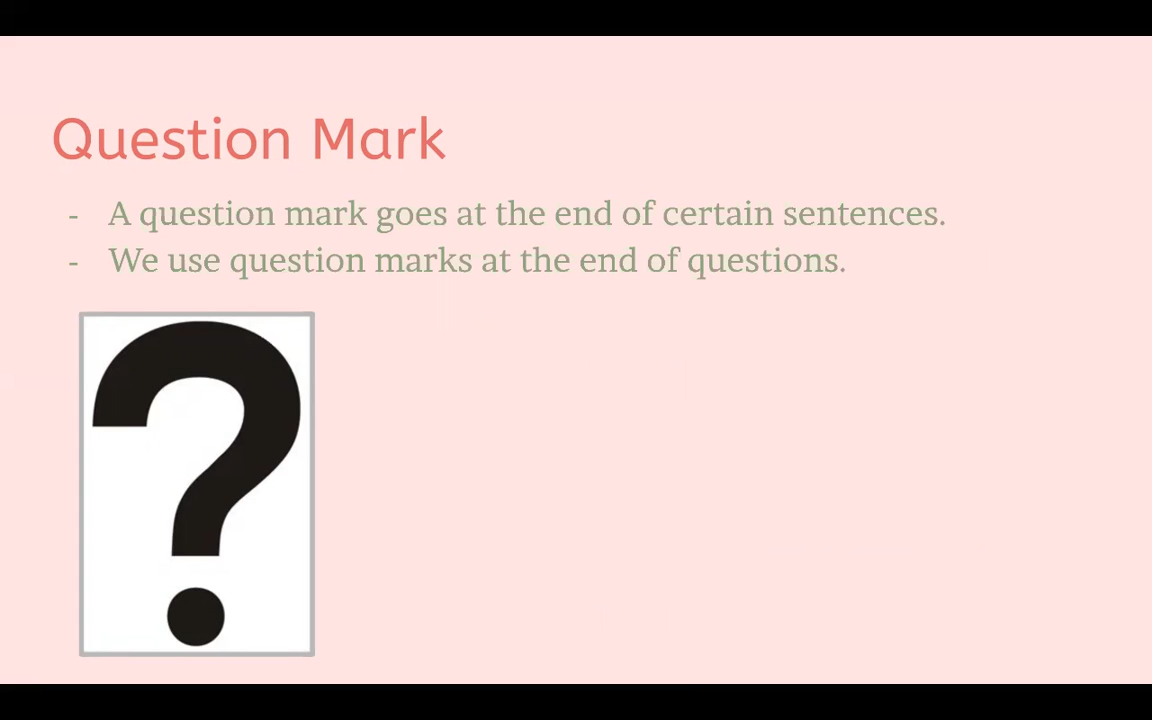 Question Mark
- A question mark goes at the end of certain sentences.
- We use question marks at the end of questions.
?